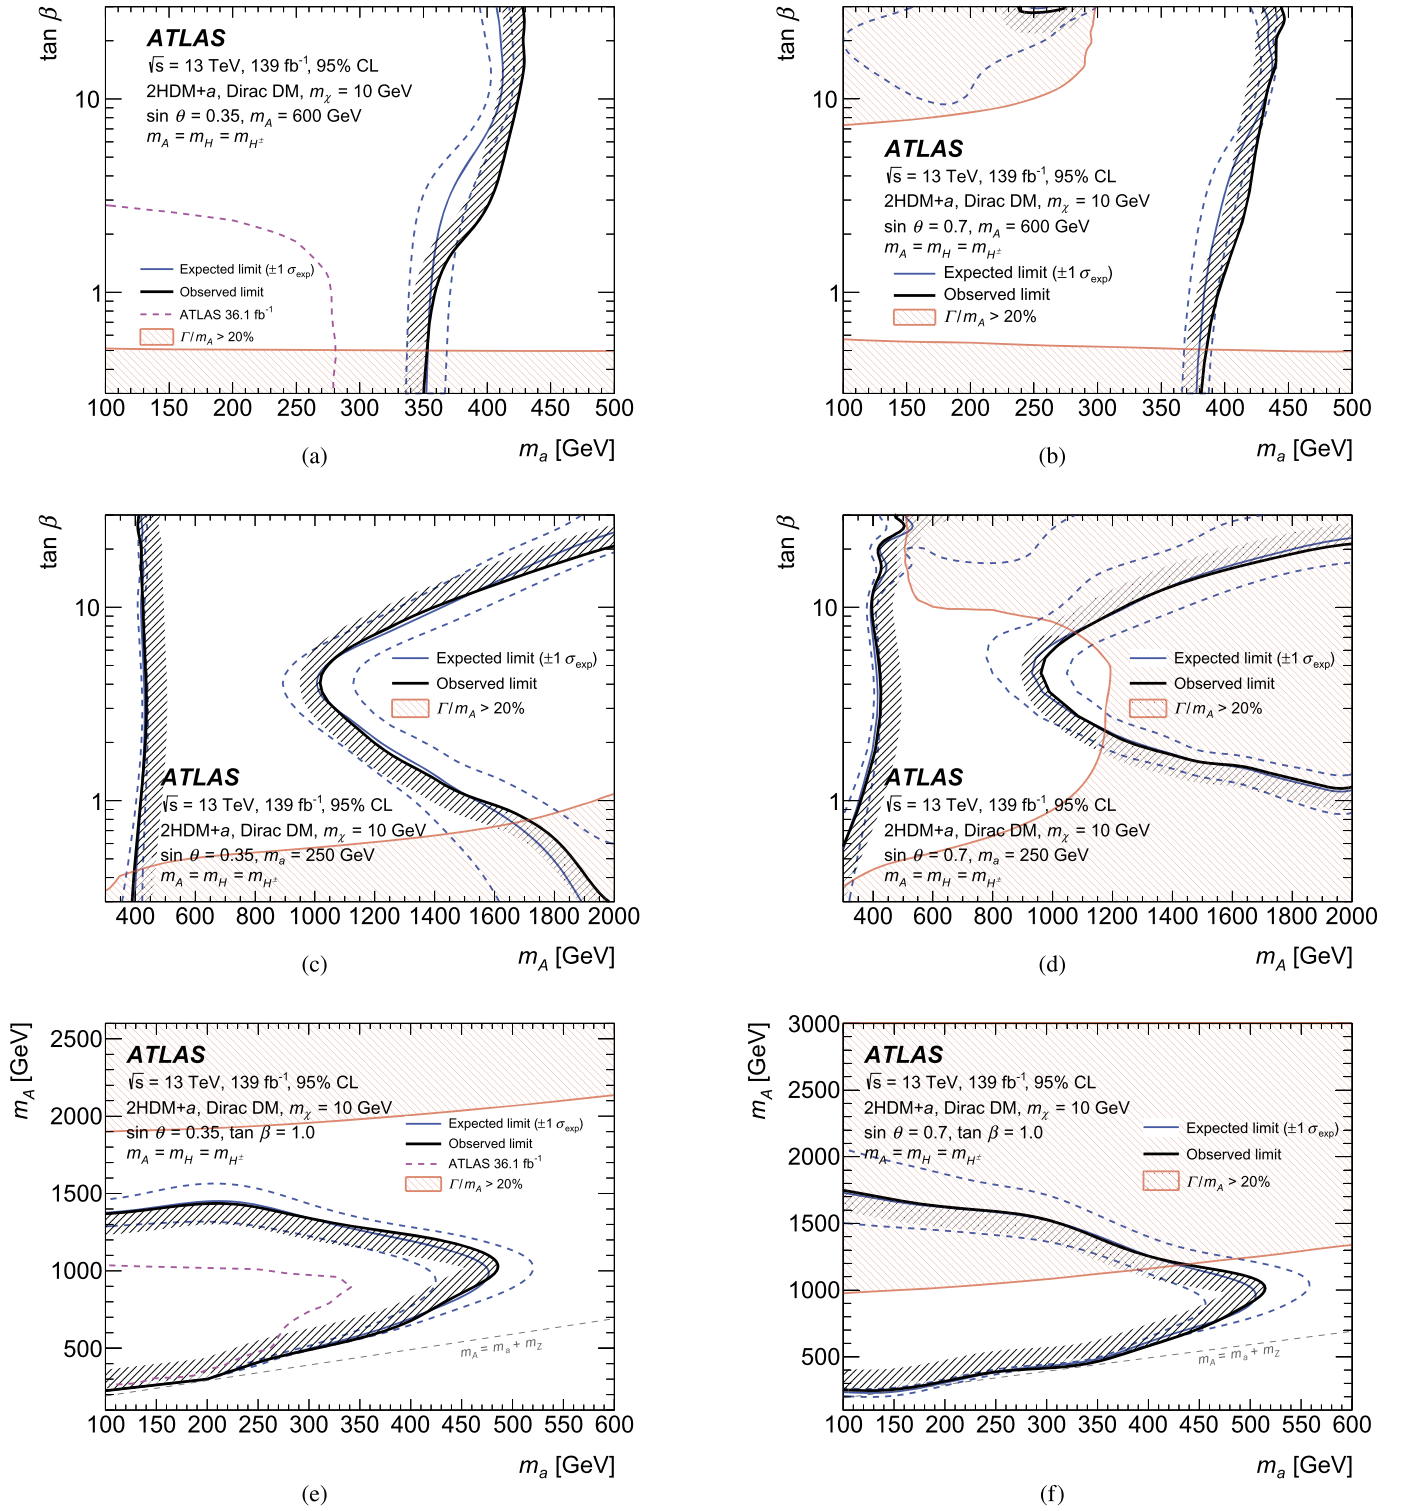 tan β
10
1
ATLAS
√s = 13 TeV, 139 fb⁻¹, 95% CL
2HDM+a, Dirac DM, mχ = 10 GeV
sin θ = 0.35, mA = 600 GeV
mA = mH = mH±
Expected limit (±1 σexp)
Observed limit
ATLAS 36.1 fb⁻¹
Γ/mA > 20%
100 150 200 250 300 350 400 450 500
ma [GeV]
(a)
tan β
10
1
ATLAS
√s = 13 TeV, 139 fb⁻¹, 95% CL
2HDM+a, Dirac DM, mχ = 10 GeV
sin θ = 0.7, mA = 600 GeV
mA = mH = mH±
Expected limit (±1 σexp)
Observed limit
Γ/mA > 20%
100 150 200 250 300 350 400 450 500
ma [GeV]
(b)
tan β
10
1
Expected limit (±1 σexp)
Observed limit
Γ/mA > 20%
ATLAS
√s = 13 TeV, 139 fb⁻¹, 95% CL
2HDM+a, Dirac DM, mχ = 10 GeV
sin θ = 0.35, ma = 250 GeV
mA = mH = mH±
400 600 800 1000 1200 1400 1600 1800 2000
mA [GeV]
(c)
tan β
10
1
Expected limit (±1 σexp)
Observed limit
Γ/mA > 20%
ATLAS
√s = 13 TeV, 139 fb⁻¹, 95% CL
2HDM+a, Dirac DM, mχ = 10 GeV
sin θ = 0.7, ma = 250 GeV
mA = mH = mH±
400 600 800 1000 1200 1400 1600 1800 2000
mA [GeV]
(d)
mA [GeV]
2500
2000
1500
1000
500
ATLAS
√s = 13 TeV, 139 fb⁻¹, 95% CL
2HDM+a, Dirac DM, mχ = 10 GeV
sin θ = 0.35, tan β = 1.0
mA = mH = mH±
Expected limit (±1 σexp)
Observed limit
ATLAS 36.1 fb⁻¹
Γ/mA > 20%
mA = ma + mZ
100 150 200 250 300 350 400 450 500 550 600
ma [GeV]
(e)
mA [GeV]
3000
2500
2000
1500
1000
500
ATLAS
√s = 13 TeV, 139 fb⁻¹, 95% CL
2HDM+a, Dirac DM, mχ = 10 GeV
sin θ = 0.7, tan β = 1.0
mA = mH = mH±
Expected limit (±1 σexp)
Observed limit
Γ/mA > 20%
mA = ma + mZ
100 150 200 250 300 350 400 450 500 550 600
ma [GeV]
(f)